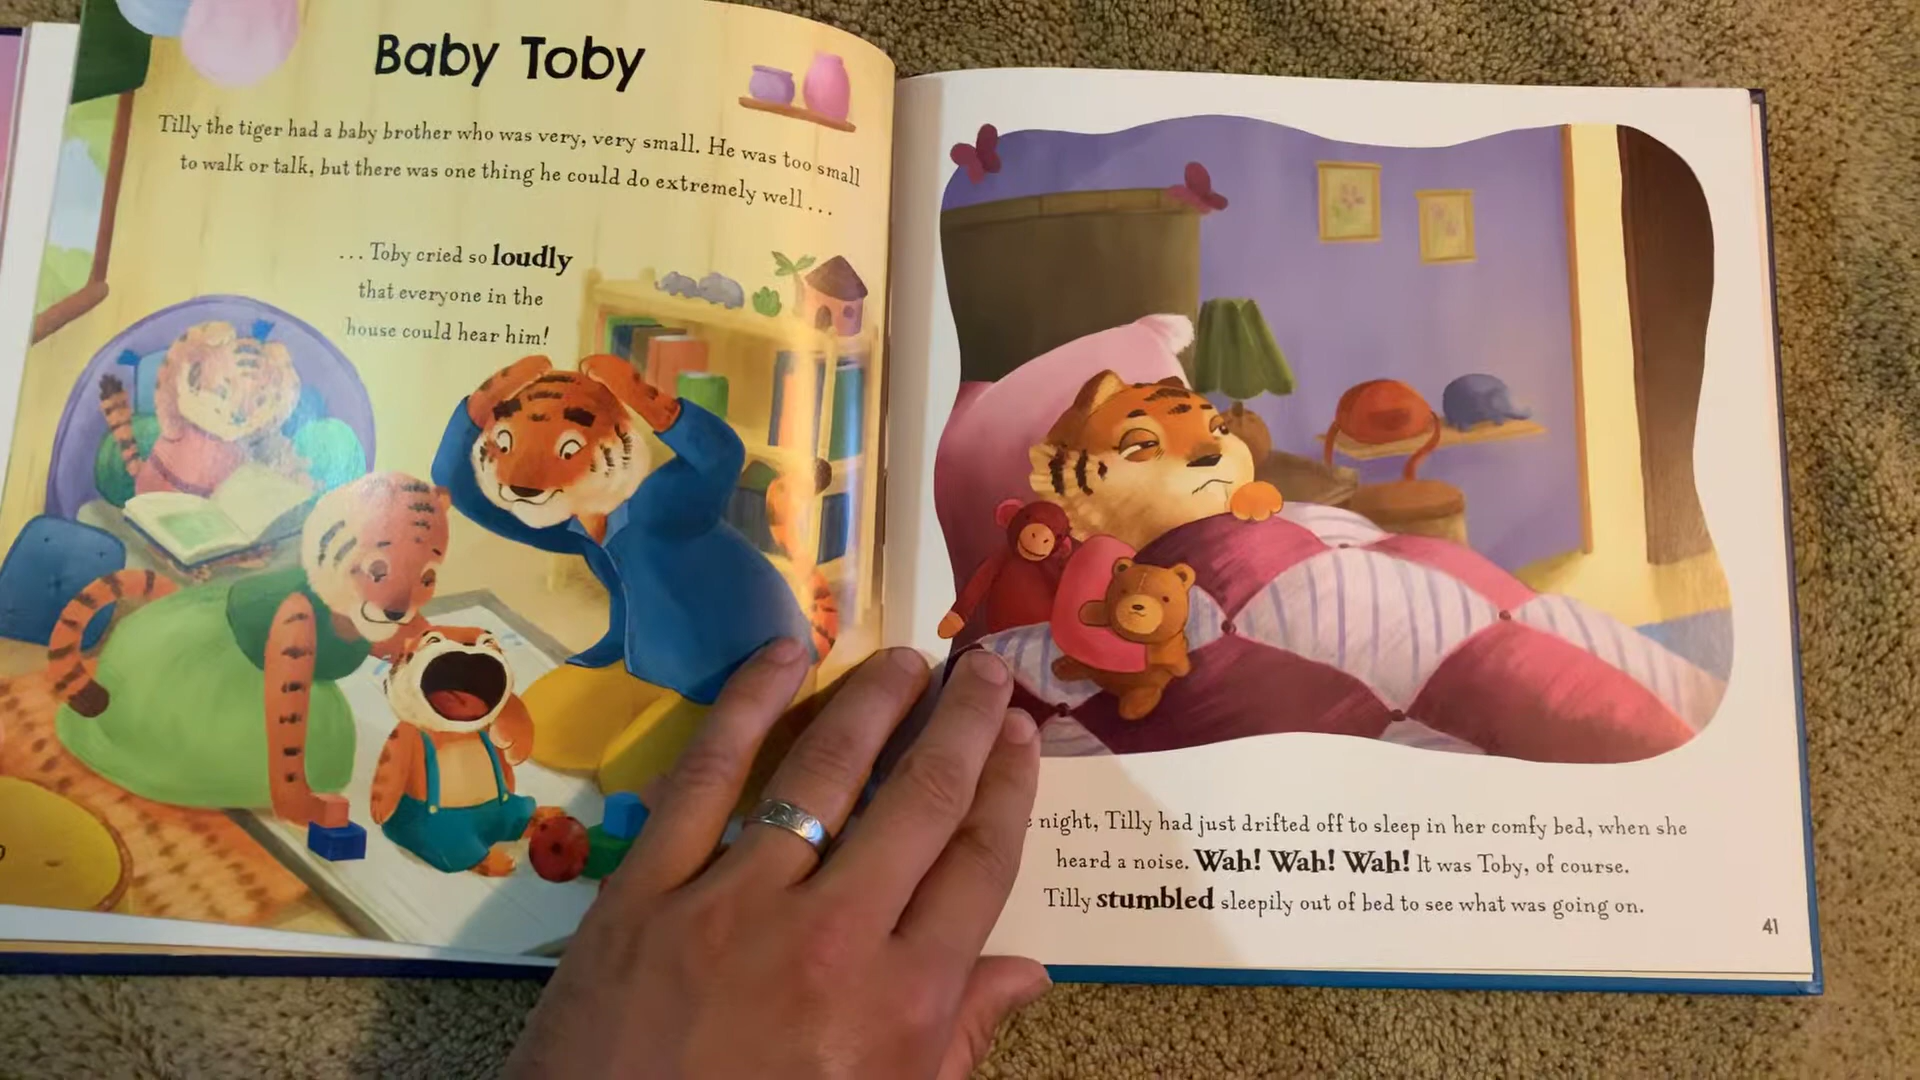 Baby Toby
Tilly the tiger had a baby brother who was very, very small. He was too small
to walk or talk, but there was one thing he could do extremely well ...
... Toby cried so loudly
that everyone in the
house could hear him!
night, Tilly had just drifted off to sleep in her comfy bed, when she
heard a noise. Wah! Wah! Wah! It was Toby, of course.
Tilly stumbled sleepily out of bed to see what was going on.
41